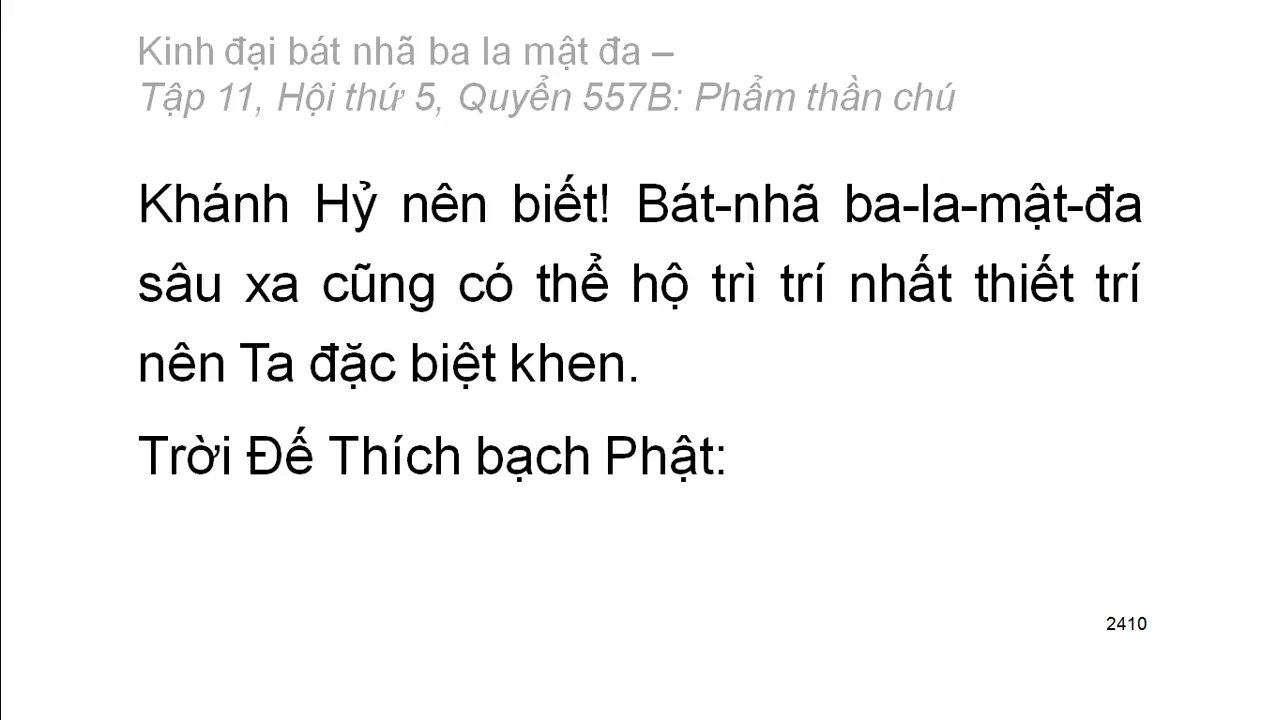 Kinh đại bát nhã ba la mật đa –
Tập 11, Hội thứ 5, Quyển 557B: Phẩm thần chú
Khánh Hỷ nên biết! Bát-nhã ba-la-mật-đa
sâu xa cũng có thể hộ trì trí nhất thiết trí
nên Ta đặc biệt khen.
Trời Đế Thích bạch Phật:
2410